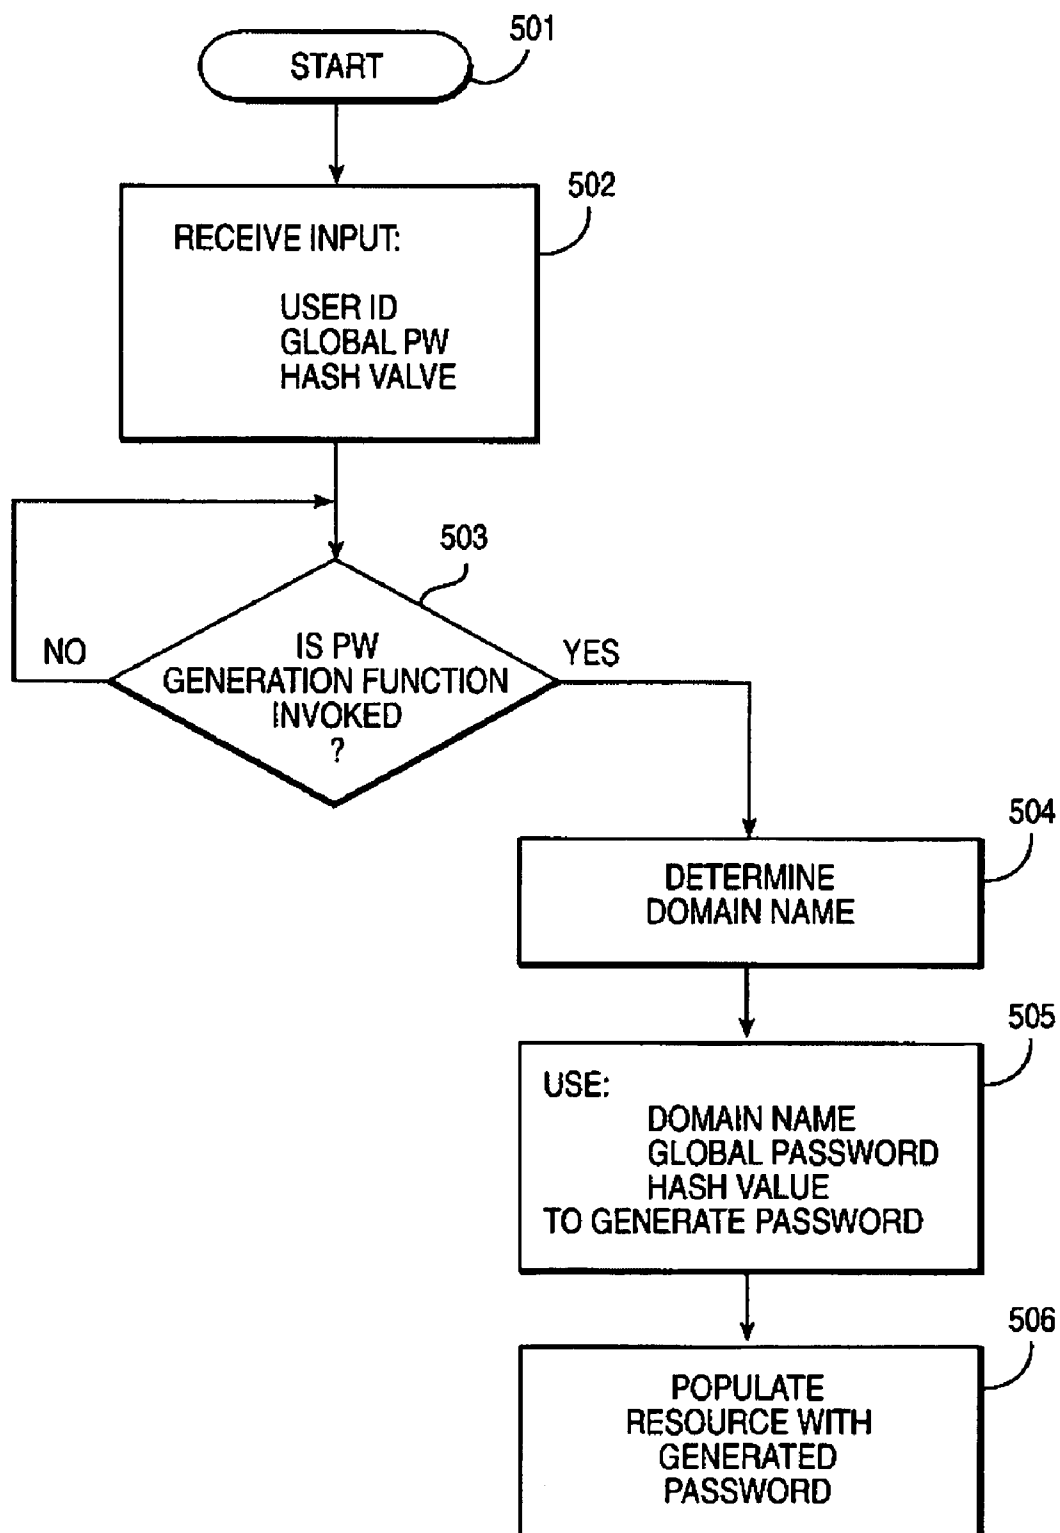 501
START
502
RECEIVE INPUT:
USER ID
GLOBAL PW
HASH VALVE
503
NO
IS PW
GENERATION FUNCTION
INVOKED
?
YES
504
DETERMINE
DOMAIN NAME
505
USE:
DOMAIN NAME
GLOBAL PASSWORD
HASH VALUE
TO GENERATE PASSWORD
506
POPULATE
RESOURCE WITH
GENERATED
PASSWORD